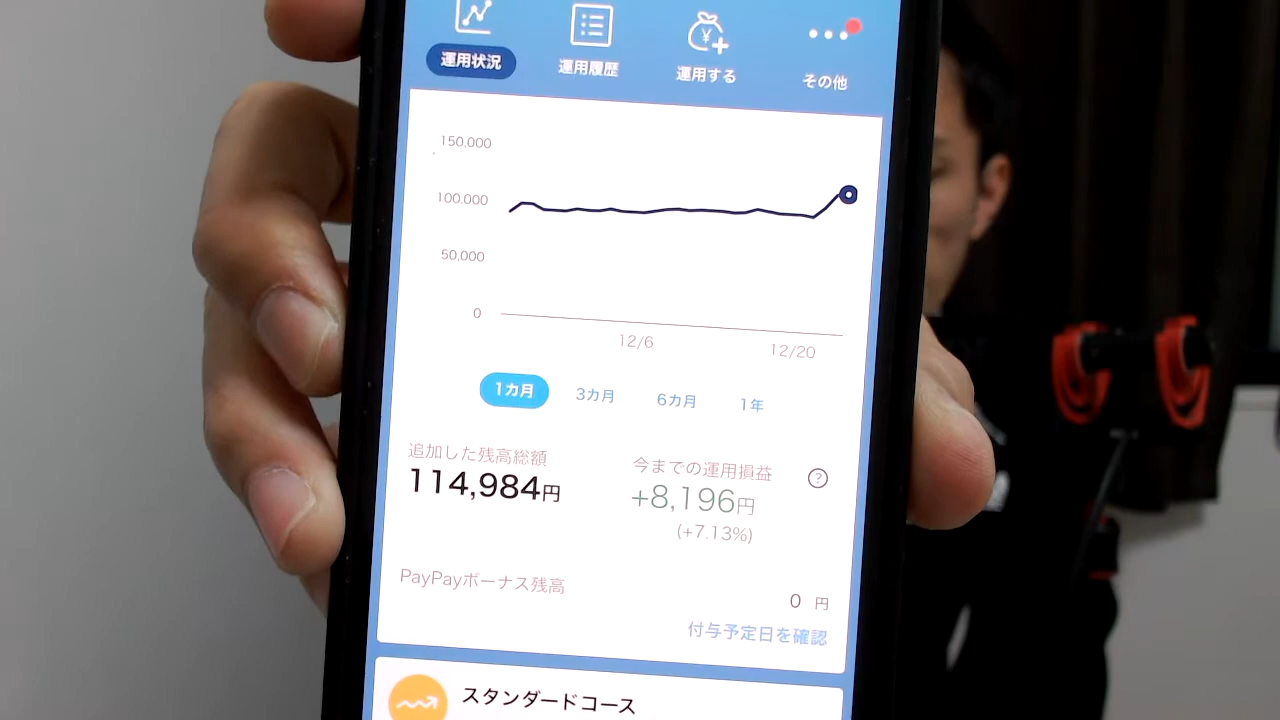 運用状況
運用履歴
運用する
その他
150,000
100,000
50,000
0
12/6
12/20
1カ月
3カ月
6カ月
1年
追加した残高総額
114,984円
今までの運用損益
?
+8,196円
(+7.13%)
PayPayボーナス残高
0 円
付与予定日を確認
スタンダードコース